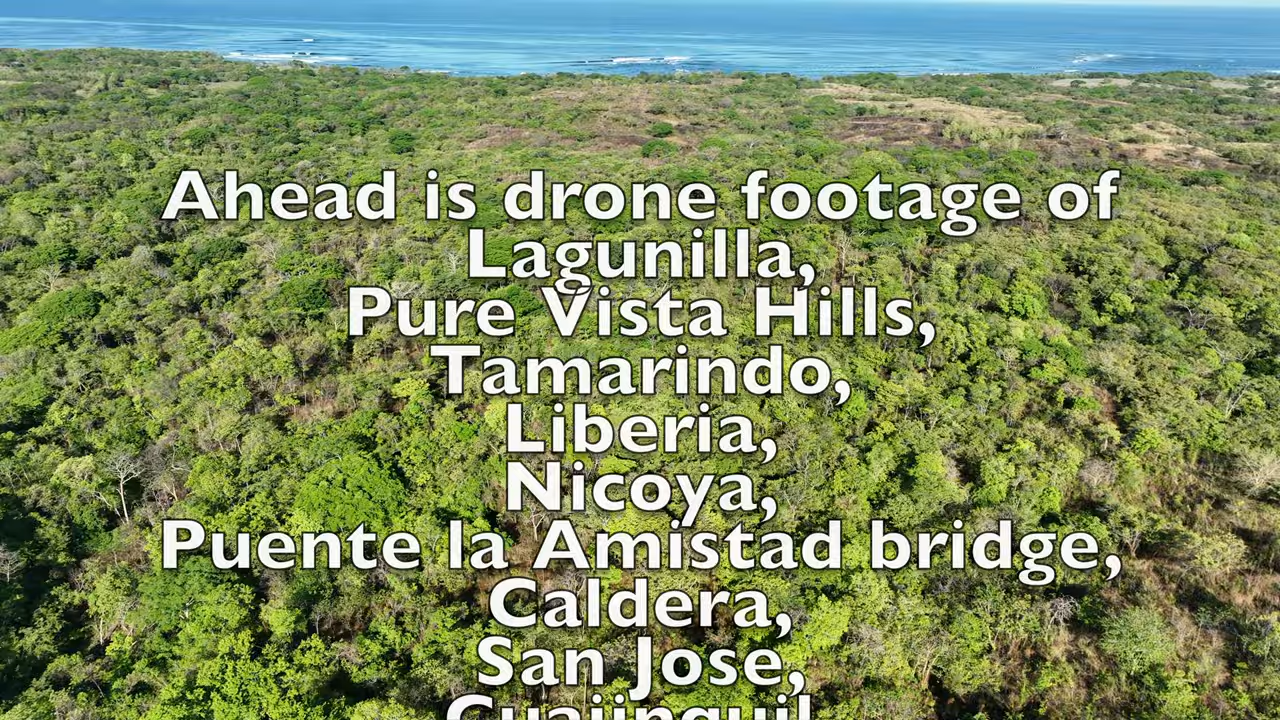 Ahead is drone footage of
Lagunilla,
Pure Vista Hills,
Tamarindo,
Liberia,
Nicoya,
Puente la Amistad bridge,
Caldera,
San Jose,